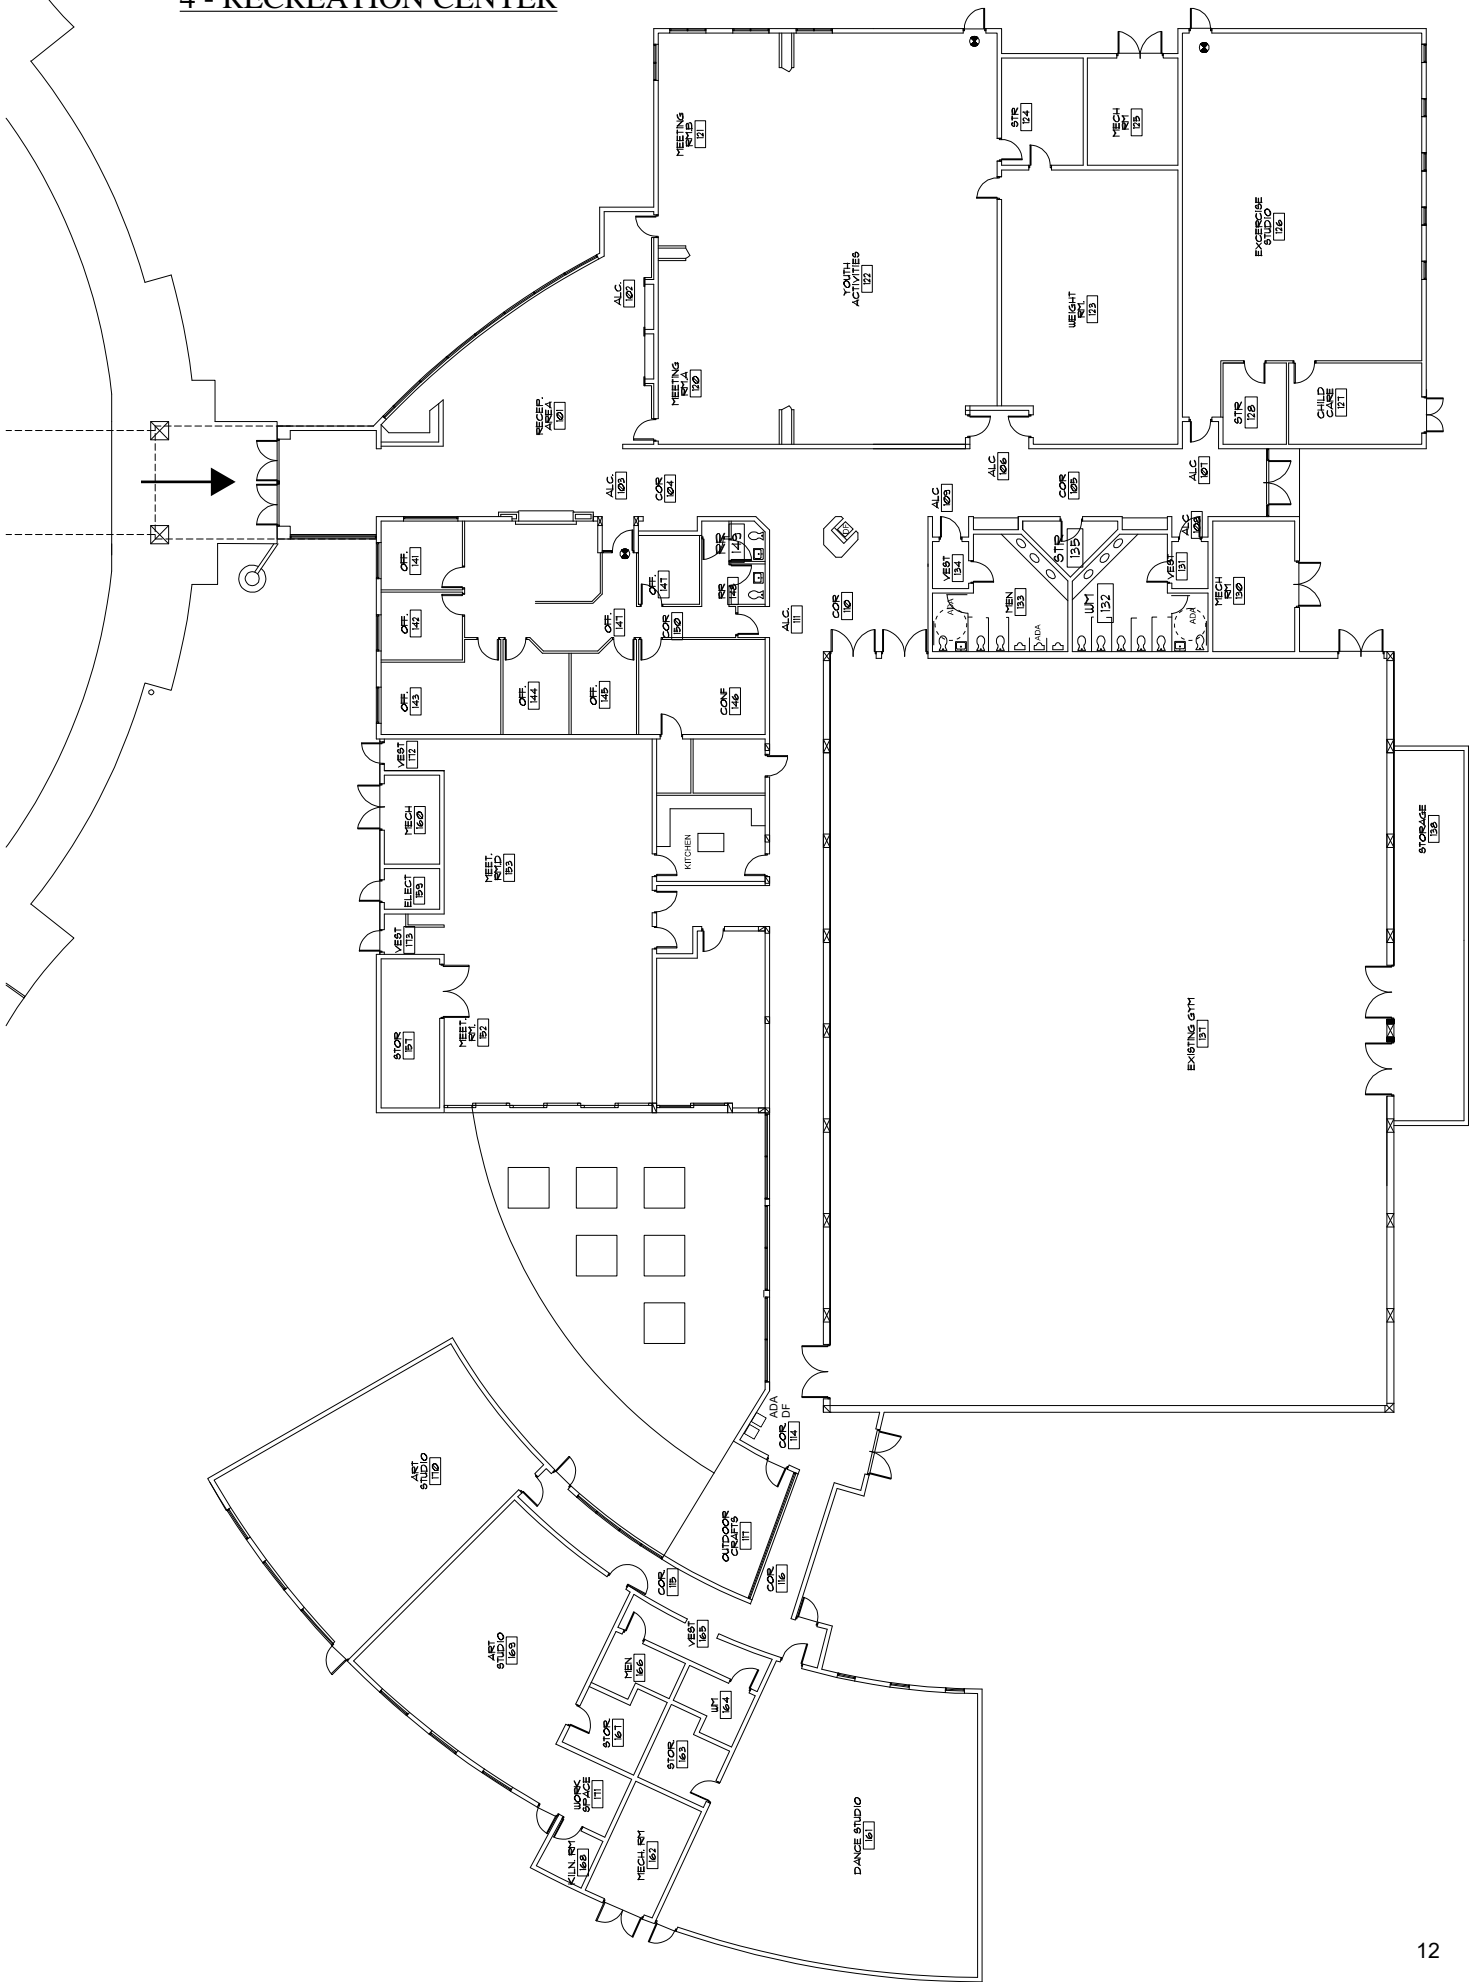 4 - RECREATION CENTER
MEETING
RM.B
121
STR
124
MECH
RM
125
EXCERCISE
STUDIO
126
ALC.
102
YOUTH
ACTIVITIES
122
WEIGHT
RM.
123
MEETING
RM.A
120
RECEP.
AREA
101
STR
128
CHILD
CARE
127
ALC.
103
COR
104
ALC
106
COR
105
ALC
107
ALC
109
ALC
108
OFF.
141
OFF.
142
OFF.
143
OFF.
144
OFF.
145
OFF.
147
OFF.
147
RR
149
RR
148
COR
150
CONF
146
ALC.
111
COR
110
VEST
134
MEN
133
STR
135
WM
132
VEST
131
MECH
RM
130
ADA
ADA
ADA
VEST
172
MECH
160
ELECT
159
VEST
173
STOR
157
MEET.
RM.D
153
MEET.
RM.
152
KITCHEN
EXISTING GYM
137
STORAGE
138
ADA
DF
COR
114
ART
STUDIO
170
OUTDOOR
CRAFTS
117
COR
115
COR
116
ART
STUDIO
169
VEST
165
MEN
166
WM
164
STOR
167
STOR
163
WORK
SPACE
171
KILN. RM
168
MECH. RM
162
DANCE STUDIO
161
12